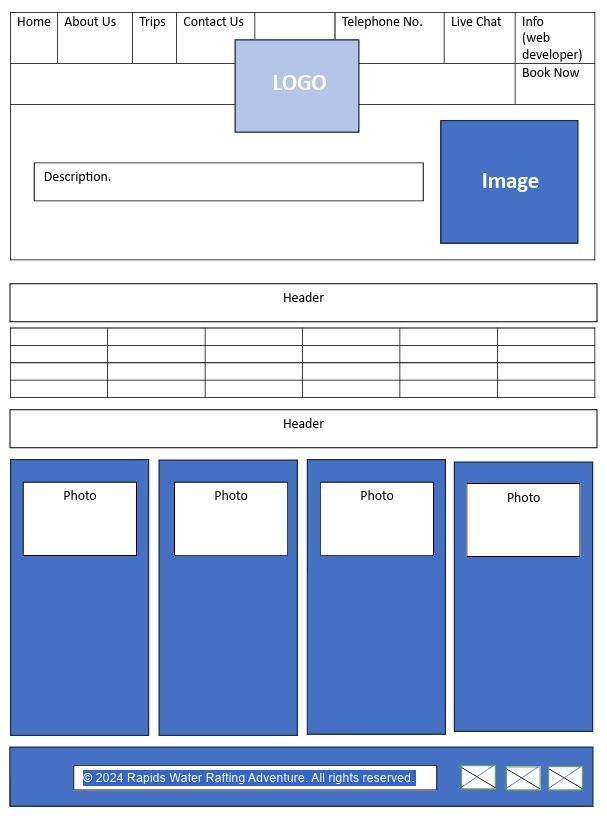 Home About Us Trips Contact Us Telephone No. Live Chat Info
(web
developer)
Book Now
LOGO
Description.
Image
Header
Header
Photo Photo Photo Photo
© 2024 Rapids Water Rafting Adventure. All rights reserved.